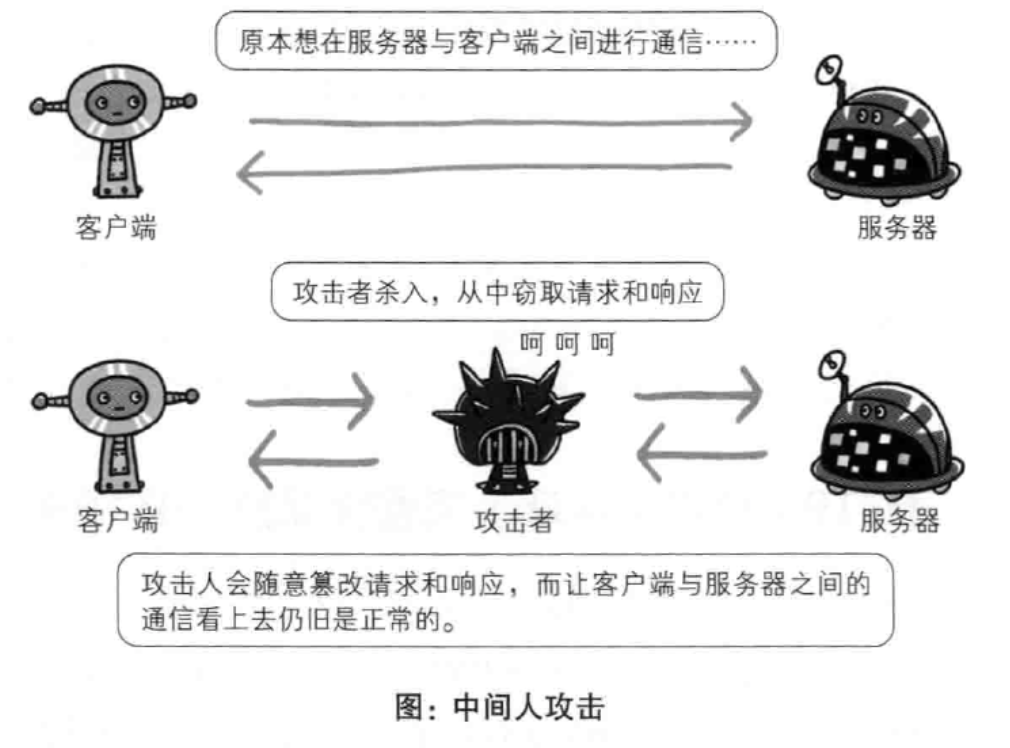 原本想在服务器与客户端之间进行通信……
客户端
服务器
攻击者杀入，从中窃取请求和响应
呵呵呵
客户端
攻击者
服务器
攻击人会随意篡改请求和响应，而让客户端与服务器之间的
通信看上去仍旧是正常的。
图：中间人攻击